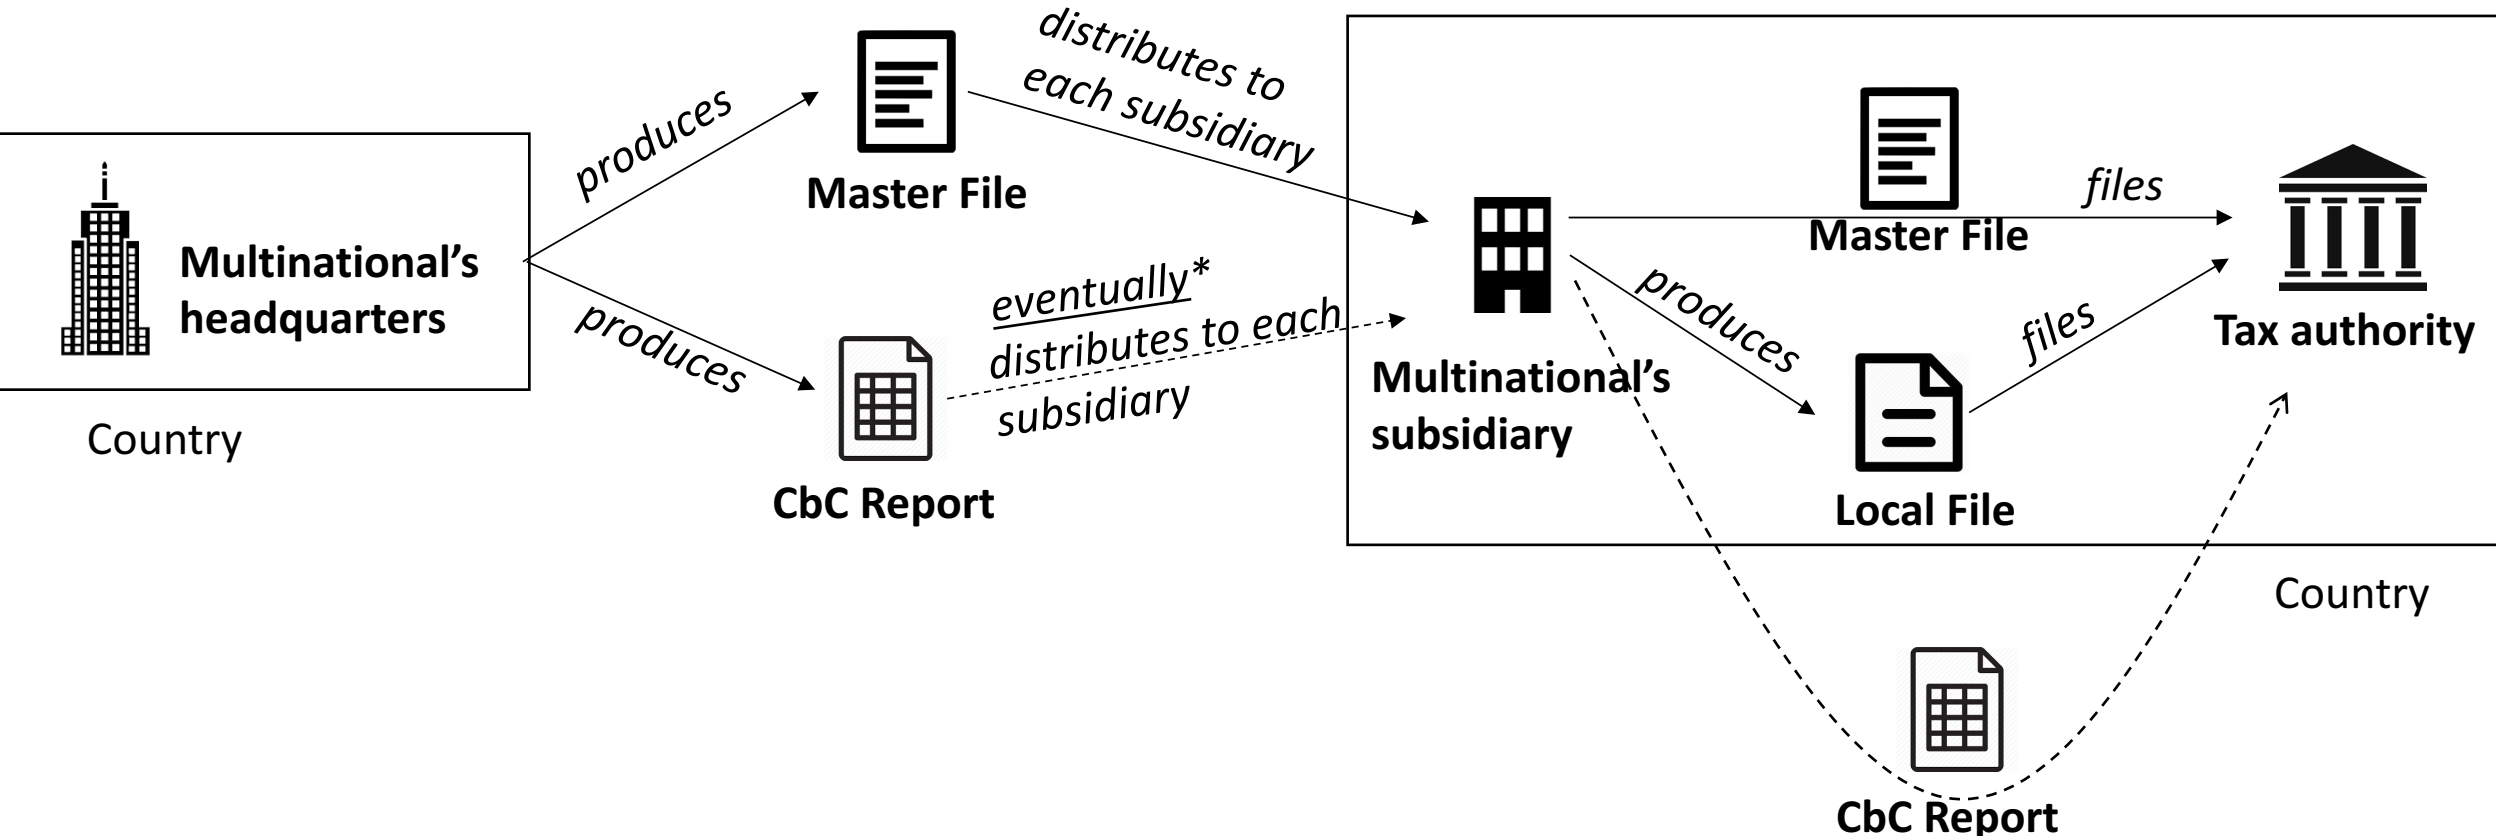 Multinational's
headquarters
Country
produces
produces
Master File
CbC Report
distributes to
each subsidiary
eventually*
distributes to each
subsidiary
Multinational's
subsidiary
Master File
files
produces
files
Local File
Tax authority
Country
CbC Report